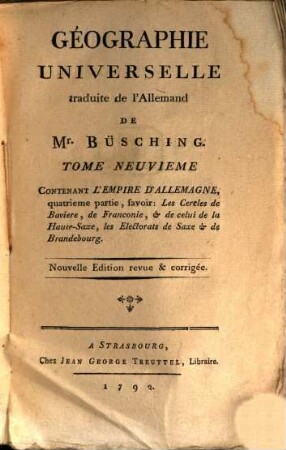 GÉOGRAPHIE
UNIVERSELLE
traduite de l'Allemand
DE
Mr. BÜSCHING.
TOME NEUVIEME
CONTENANT L'EMPIRE D'ALLEMAGNE,
quatrieme partie, ſavoir: Les Cercles de
Baviere, de Franconie, & de celui de la
Haute-Saxe, les Electorats de Saxe & de
Brandebourg.
Nouvelle Edition revue & corrigée.
A STRASBOURG,
Chez JEAN GEORGE TREUTTEL, Libraire.
1792.